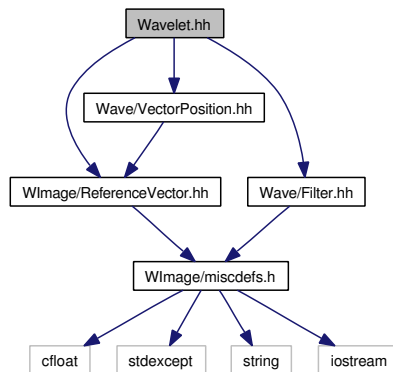 Wavelet.hh
Wave/VectorPosition.hh
WImage/ReferenceVector.hh
Wave/Filter.hh
WImage/miscdefs.h
cfloat
stdexcept
string
iostream